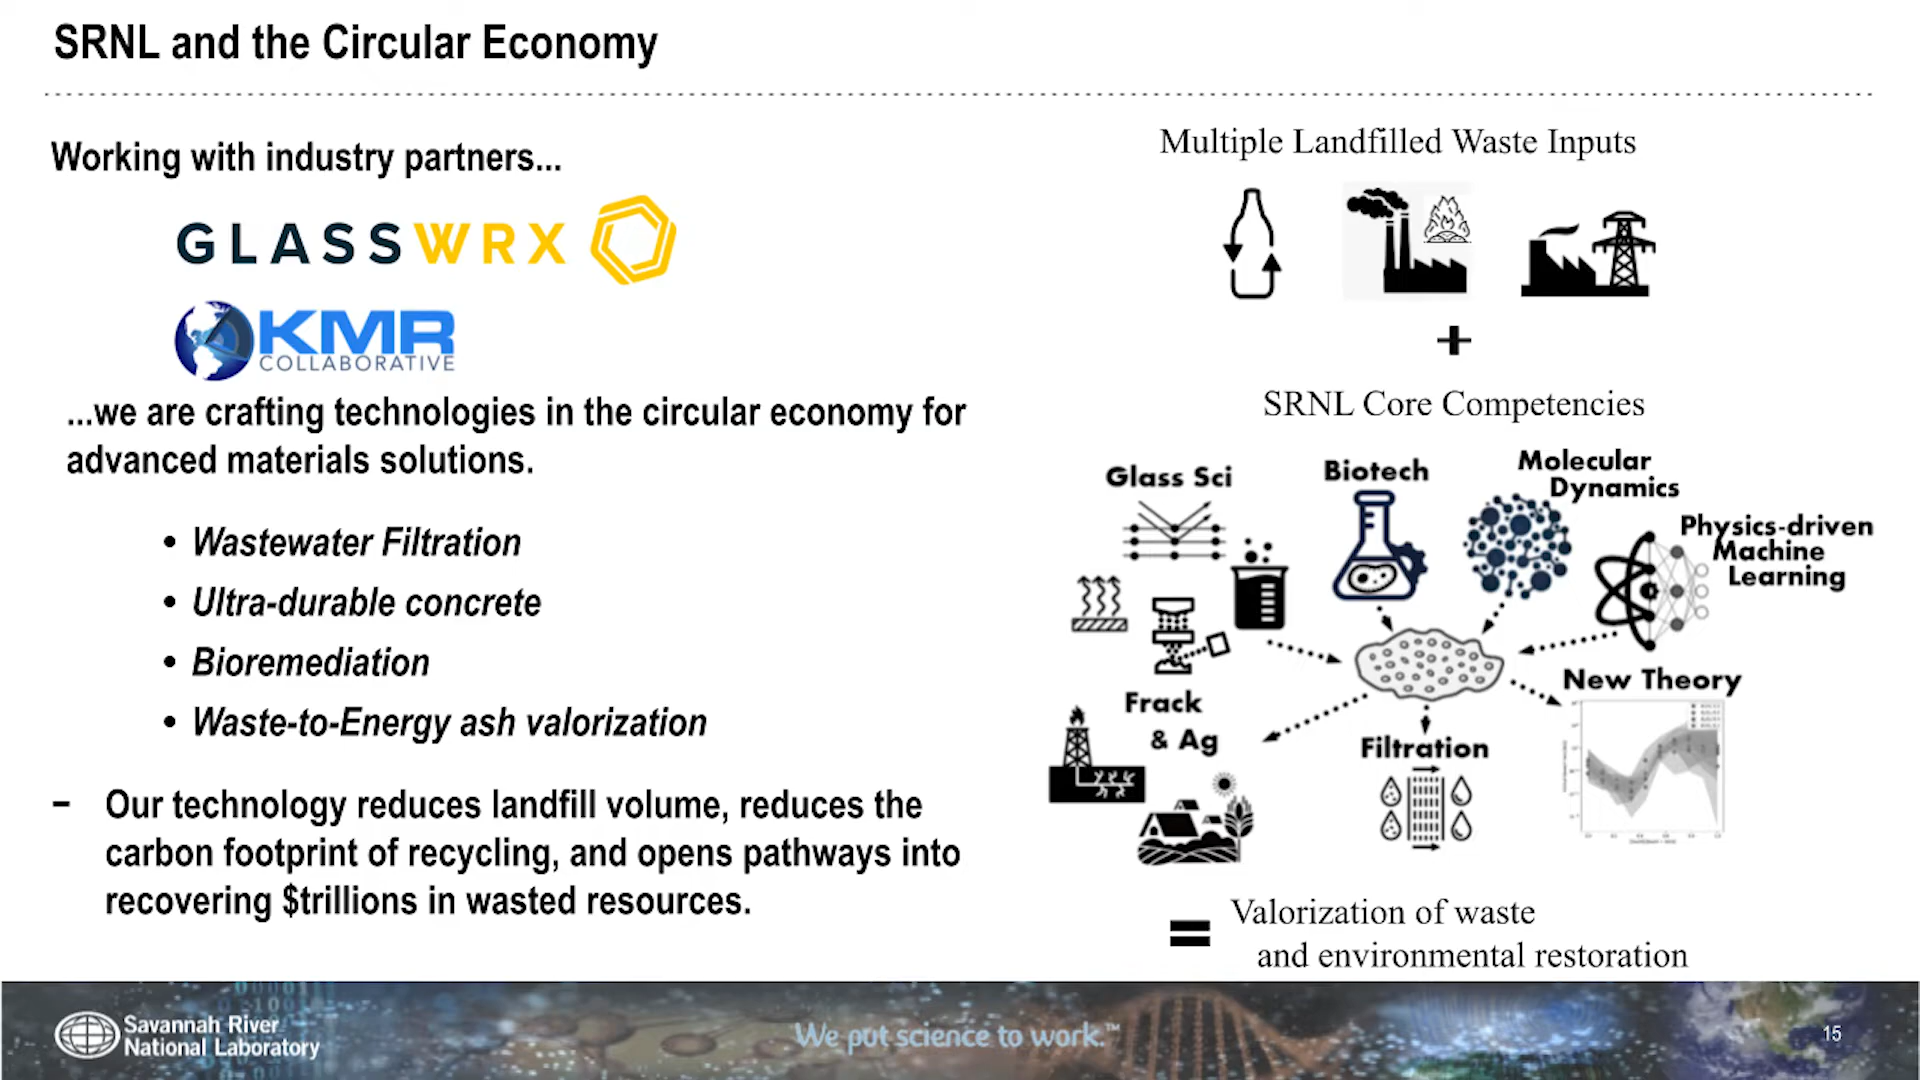 SRNL and the Circular Economy
Working with industry partners...
GLASSWRX
KMR
COLLABORATIVE
...we are crafting technologies in the circular economy for
advanced materials solutions.
• Wastewater Filtration
• Ultra-durable concrete
• Bioremediation
• Waste-to-Energy ash valorization
– Our technology reduces landfill volume, reduces the
carbon footprint of recycling, and opens pathways into
recovering $trillions in wasted resources.
Multiple Landfilled Waste Inputs
+
SRNL Core Competencies
Glass Sci
Biotech
Molecular
Dynamics
Physics-driven
Machine
Learning
Frack
& Ag
Filtration
New Theory
= Valorization of waste
and environmental restoration
Savannah River
National Laboratory
We put science to work.™
15